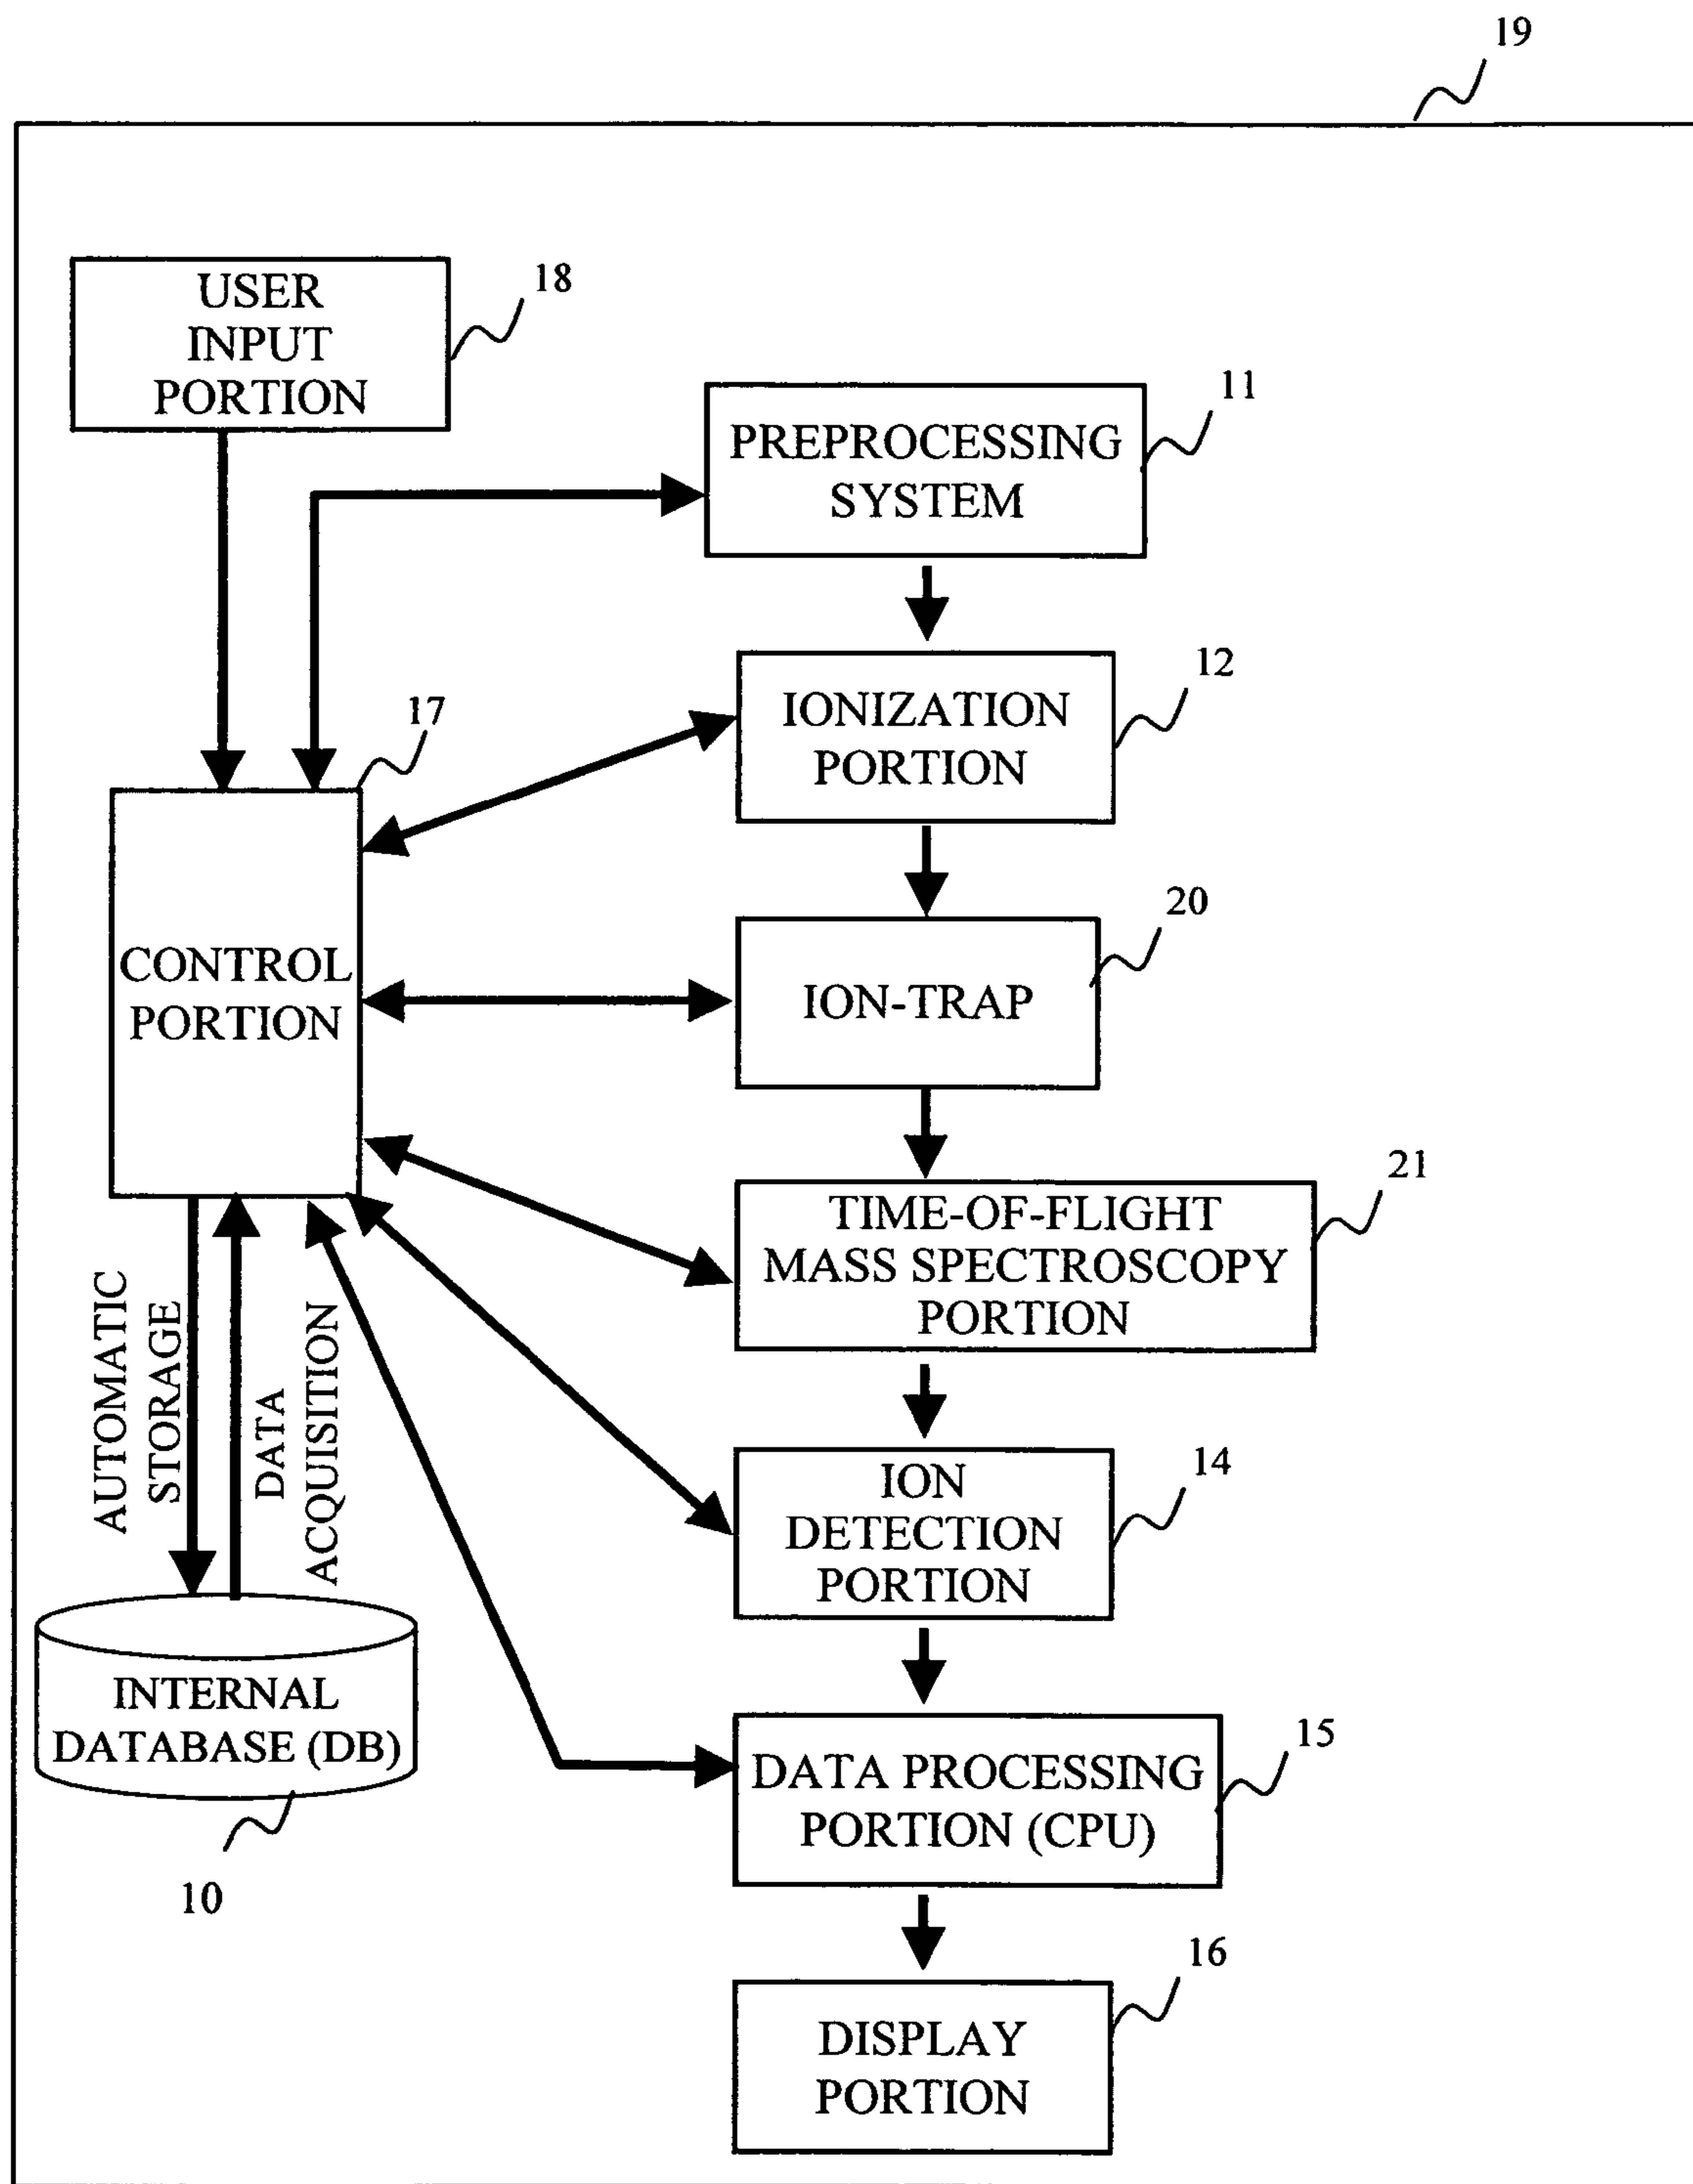 19
USER
INPUT
PORTION
18
PREPROCESSING
SYSTEM
11
IONIZATION
PORTION
12
17
CONTROL
PORTION
ION-TRAP
20
TIME-OF-FLIGHT
MASS SPECTROSCOPY
PORTION
21
AUTOMATIC
STORAGE
DATA
ACQUISITION
ION
DETECTION
PORTION
14
INTERNAL
DATABASE (DB)
10
DATA PROCESSING
PORTION (CPU)
15
DISPLAY
PORTION
16